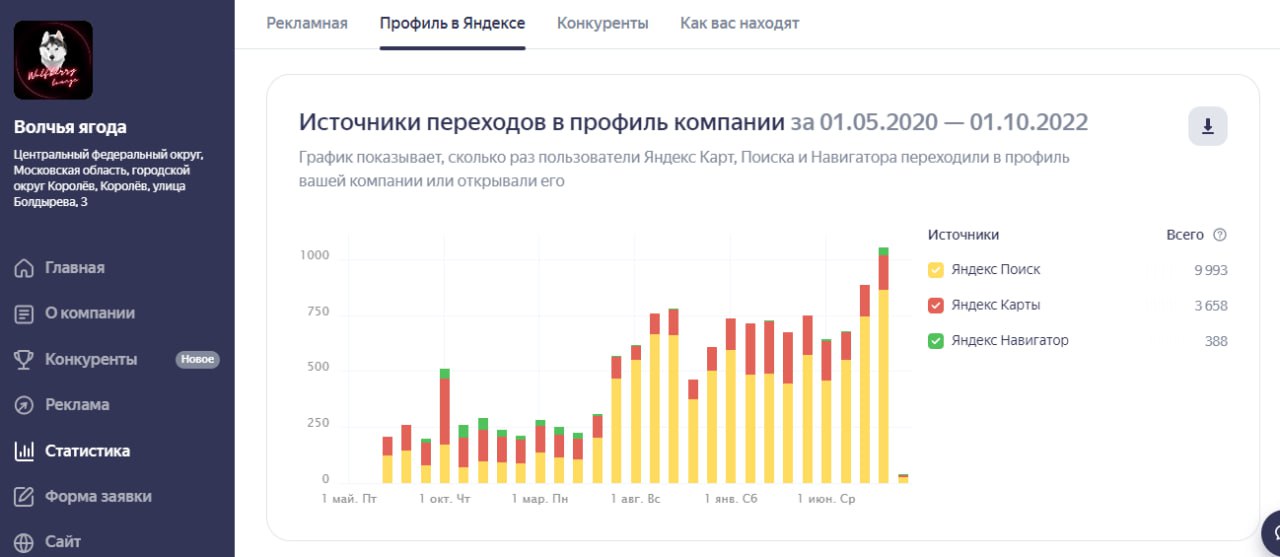 Рекламная Профиль в Яндексе Конкуренты Как вас находят
Wolfberry
lounge
Волчья ягода
Центральный федеральный округ,
Московская область, городской
округ Королёв, Королёв, улица
Болдырева, 3
Главная
О компании
Конкуренты Новое
Реклама
Статистика
Форма заявки
Сайт
Источники переходов в профиль компании за 01.05.2020 — 01.10.2022
График показывает, сколько раз пользователи Яндекс Карт, Поиска и Навигатора переходили в профиль
вашей компании или открывали его
1000
750
500
250
0
1 май. Пт 1 окт. Чт 1 мар. Пн 1 авг. Вс 1 янв. Сб 1 июн. Ср
Источники Всего ?
Яндекс Поиск 9 993
Яндекс Карты 3 658
Яндекс Навигатор 388